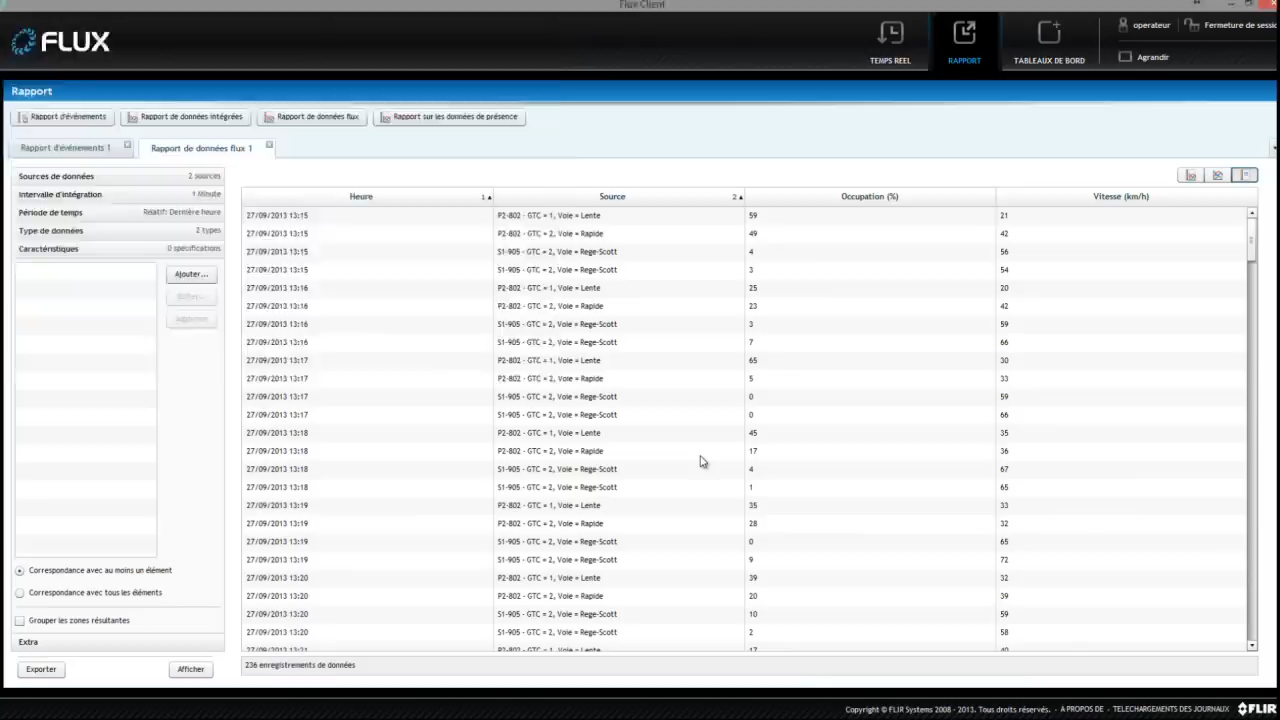 Flux Client
FLUX
TEMPS REEL
RAPPORT
TABLEAUX DE BORD
operateur
Fermeture de sessio
Agrandir
Rapport
Rapport d'événements
Rapport de données intégrées
Rapport de données flux
Rapport sur les données de présence
Rapport d'événements 1
Rapport de données flux 1
Sources de données 2 sources
Intervalle d'intégration 1 Minute
Période de temps Relatif: Dernière heure
Type de données 2 types
Caractéristiques 0 spécifications
Ajouter...
Supprimer
Correspondance avec au moins un élément
Correspondance avec tous les éléments
Grouper les zones résultantes
Extra
Exporter
Afficher
Heure 1 Source 2 Occupation (%) Vitesse (km/h)
27/09/2013 13:15 P2-802 - GTC = 1, Voie = Lente 59 21
27/09/2013 13:15 P2-802 - GTC = 2, Voie = Rapide 49 42
27/09/2013 13:15 S1-905 - GTC = 2, Voie = Rege-Scott 4 56
27/09/2013 13:15 S1-905 - GTC = 2, Voie = Rege-Scott 3 54
27/09/2013 13:16 P2-802 - GTC = 1, Voie = Lente 25 20
27/09/2013 13:16 P2-802 - GTC = 2, Voie = Rapide 23 42
27/09/2013 13:16 S1-905 - GTC = 2, Voie = Rege-Scott 3 59
27/09/2013 13:16 S1-905 - GTC = 2, Voie = Rege-Scott 7 66
27/09/2013 13:17 P2-802 - GTC = 1, Voie = Lente 65 30
27/09/2013 13:17 P2-802 - GTC = 2, Voie = Rapide 5 33
27/09/2013 13:17 S1-905 - GTC = 2, Voie = Rege-Scott 0 59
27/09/2013 13:17 S1-905 - GTC = 2, Voie = Rege-Scott 0 66
27/09/2013 13:18 P2-802 - GTC = 1, Voie = Lente 45 35
27/09/2013 13:18 P2-802 - GTC = 2, Voie = Rapide 17 36
27/09/2013 13:18 S1-905 - GTC = 2, Voie = Rege-Scott 4 67
27/09/2013 13:18 S1-905 - GTC = 2, Voie = Rege-Scott 1 65
27/09/2013 13:19 P2-802 - GTC = 1, Voie = Lente 35 33
27/09/2013 13:19 P2-802 - GTC = 2, Voie = Rapide 28 32
27/09/2013 13:19 S1-905 - GTC = 2, Voie = Rege-Scott 0 65
27/09/2013 13:19 S1-905 - GTC = 2, Voie = Rege-Scott 9 72
27/09/2013 13:20 P2-802 - GTC = 1, Voie = Lente 39 32
27/09/2013 13:20 P2-802 - GTC = 2, Voie = Rapide 20 39
27/09/2013 13:20 S1-905 - GTC = 2, Voie = Rege-Scott 10 59
27/09/2013 13:20 S1-905 - GTC = 2, Voie = Rege-Scott 2 58
27/09/2013 13:21 P2-802 - GTC = 1, Voie = Lente 17 40
236 enregistrements de données
Copyright © FLIR Systems 2008 - 2013. Tous droits réservés. - À PROPOS DE - TELECHARGEMENTS DES JOURNAUX FLIR